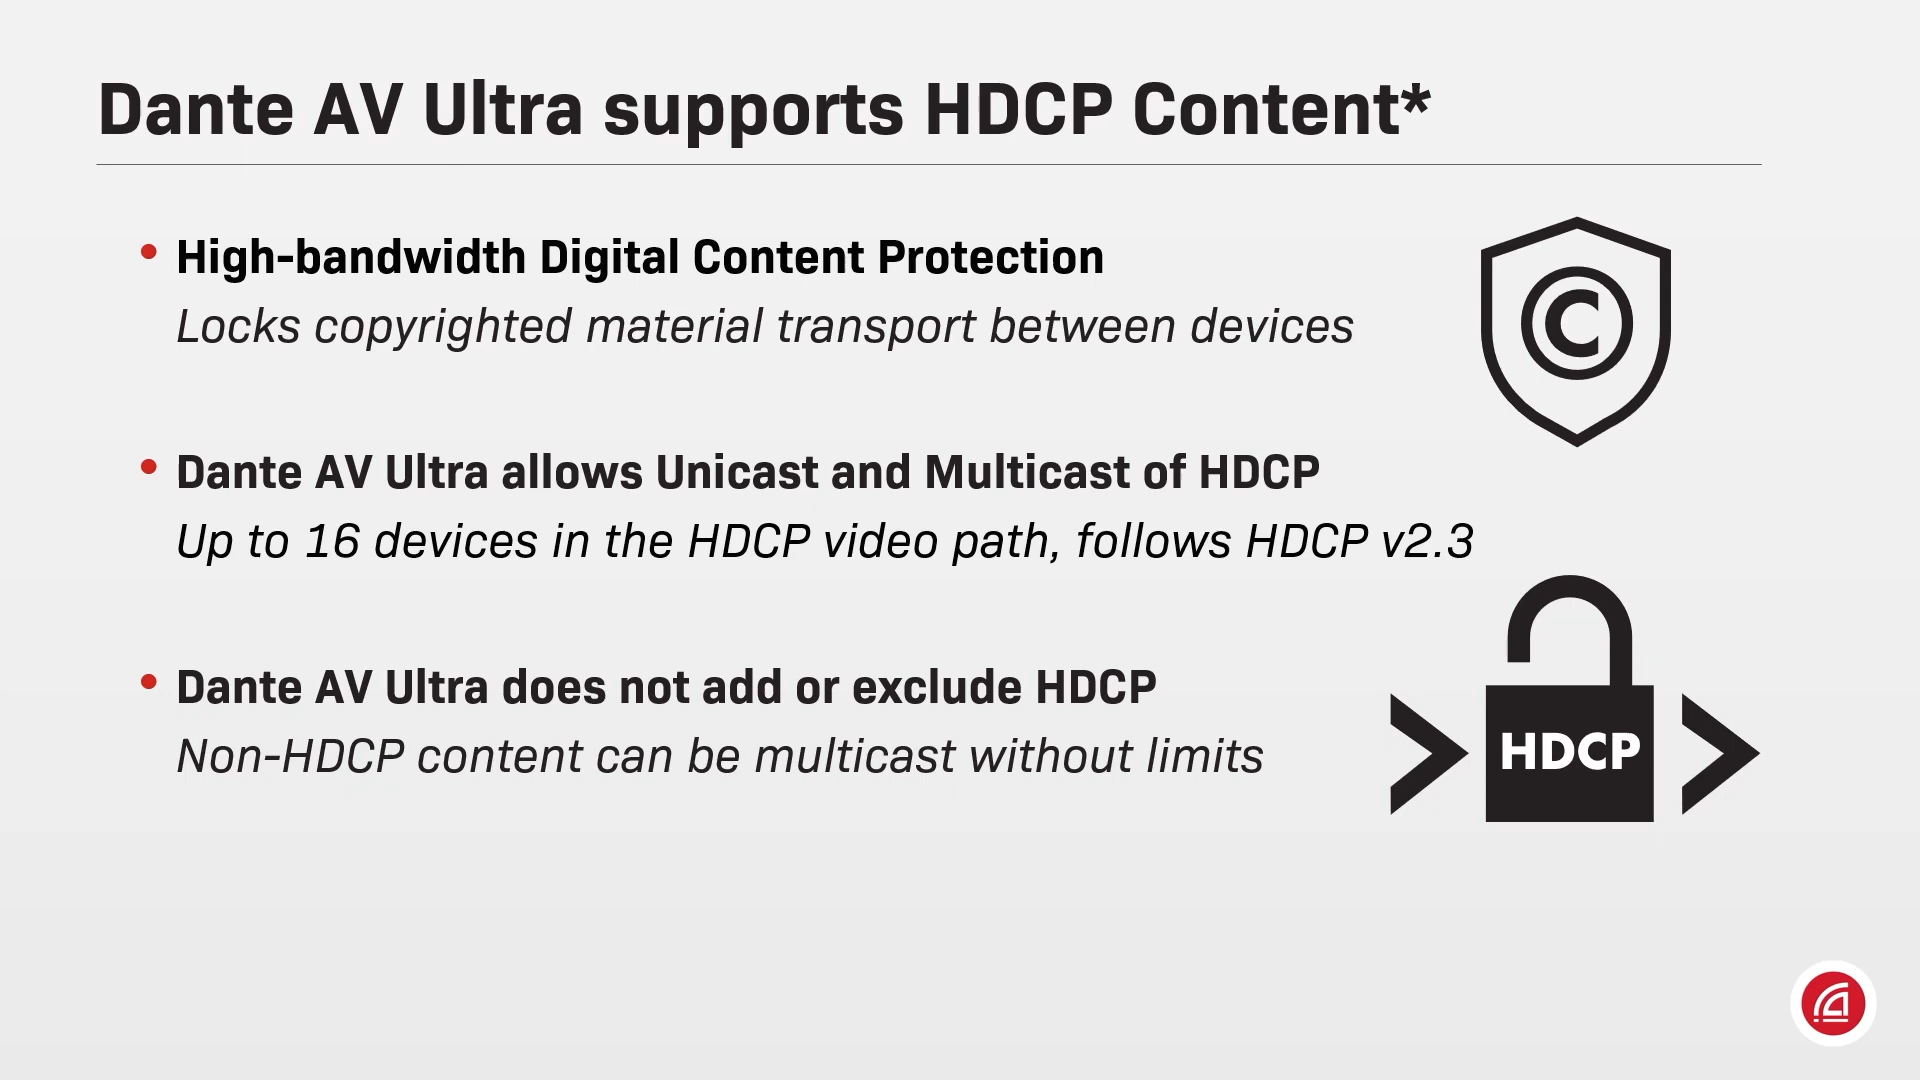 Dante AV Ultra supports HDCP Content*
• High-bandwidth Digital Content Protection
Locks copyrighted material transport between devices
©
• Dante AV Ultra allows Unicast and Multicast of HDCP
Up to 16 devices in the HDCP video path, follows HDCP v2.3
• Dante AV Ultra does not add or exclude HDCP
Non-HDCP content can be multicast without limits
HDCP